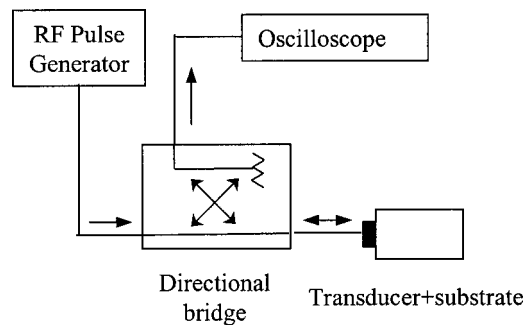 RF Pulse
Generator
Oscilloscope
Directional
bridge
Transducer+substrate